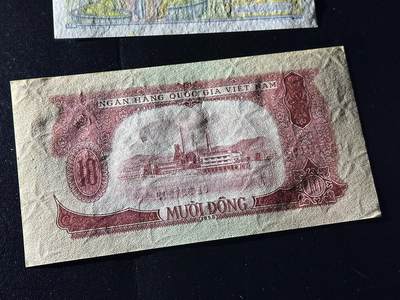 NGÂN HÀNG QUỐC GIA VIỆT NAM
10
MƯỜI ĐỒNG